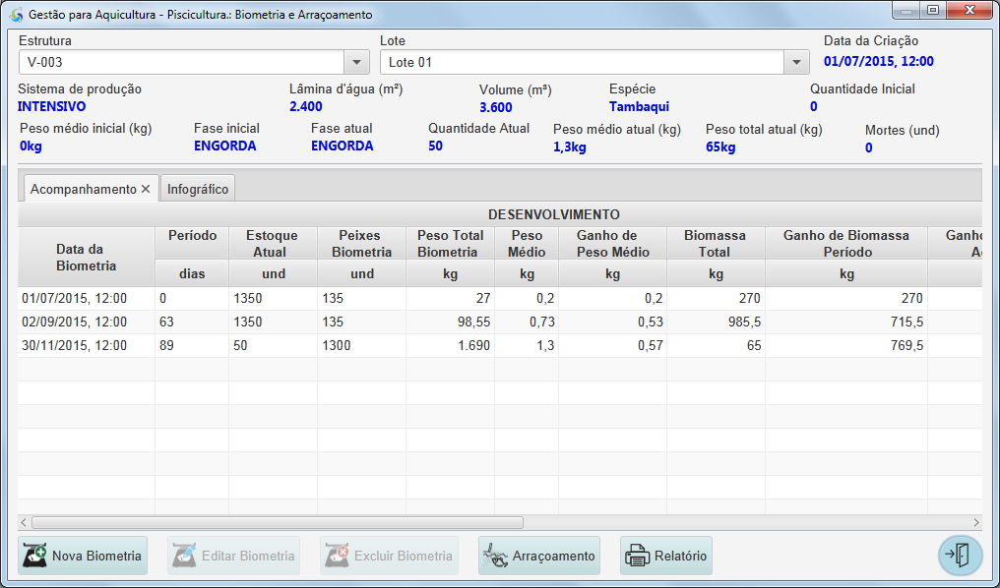 Gestão para Aquicultura - Piscicultura.: Biometria e Arraçoamento
Estrutura Lote Data da Criação
V-003 Lote 01 01/07/2015, 12:00
Sistema de produção Lâmina d'água (m²) Volume (m³) Espécie Quantidade Inicial
INTENSIVO 2.400 3.600 Tambaqui 0
Peso médio inicial (kg) Fase inicial Fase atual Quantidade Atual Peso médio atual (kg) Peso total atual (kg) Mortes (und)
0kg ENGORDA ENGORDA 50 1,3kg 65kg 0
Acompanhamento Infográfico
DESENVOLVIMENTO
Data da Biometria Período Estoque Atual Peixes Biometria Peso Total Biometria Peso Médio Ganho de Peso Médio Biomassa Total Ganho de Biomassa Período
dias und und kg kg kg kg kg
01/07/2015, 12:00 0 1350 135 27 0,2 0,2 270 270
02/09/2015, 12:00 63 1350 135 98,55 0,73 0,53 985,5 715,5
30/11/2015, 12:00 89 50 1300 1.690 1,3 0,57 65 769,5
Nova Biometria Editar Biometria Excluir Biometria Arraçoamento Relatório